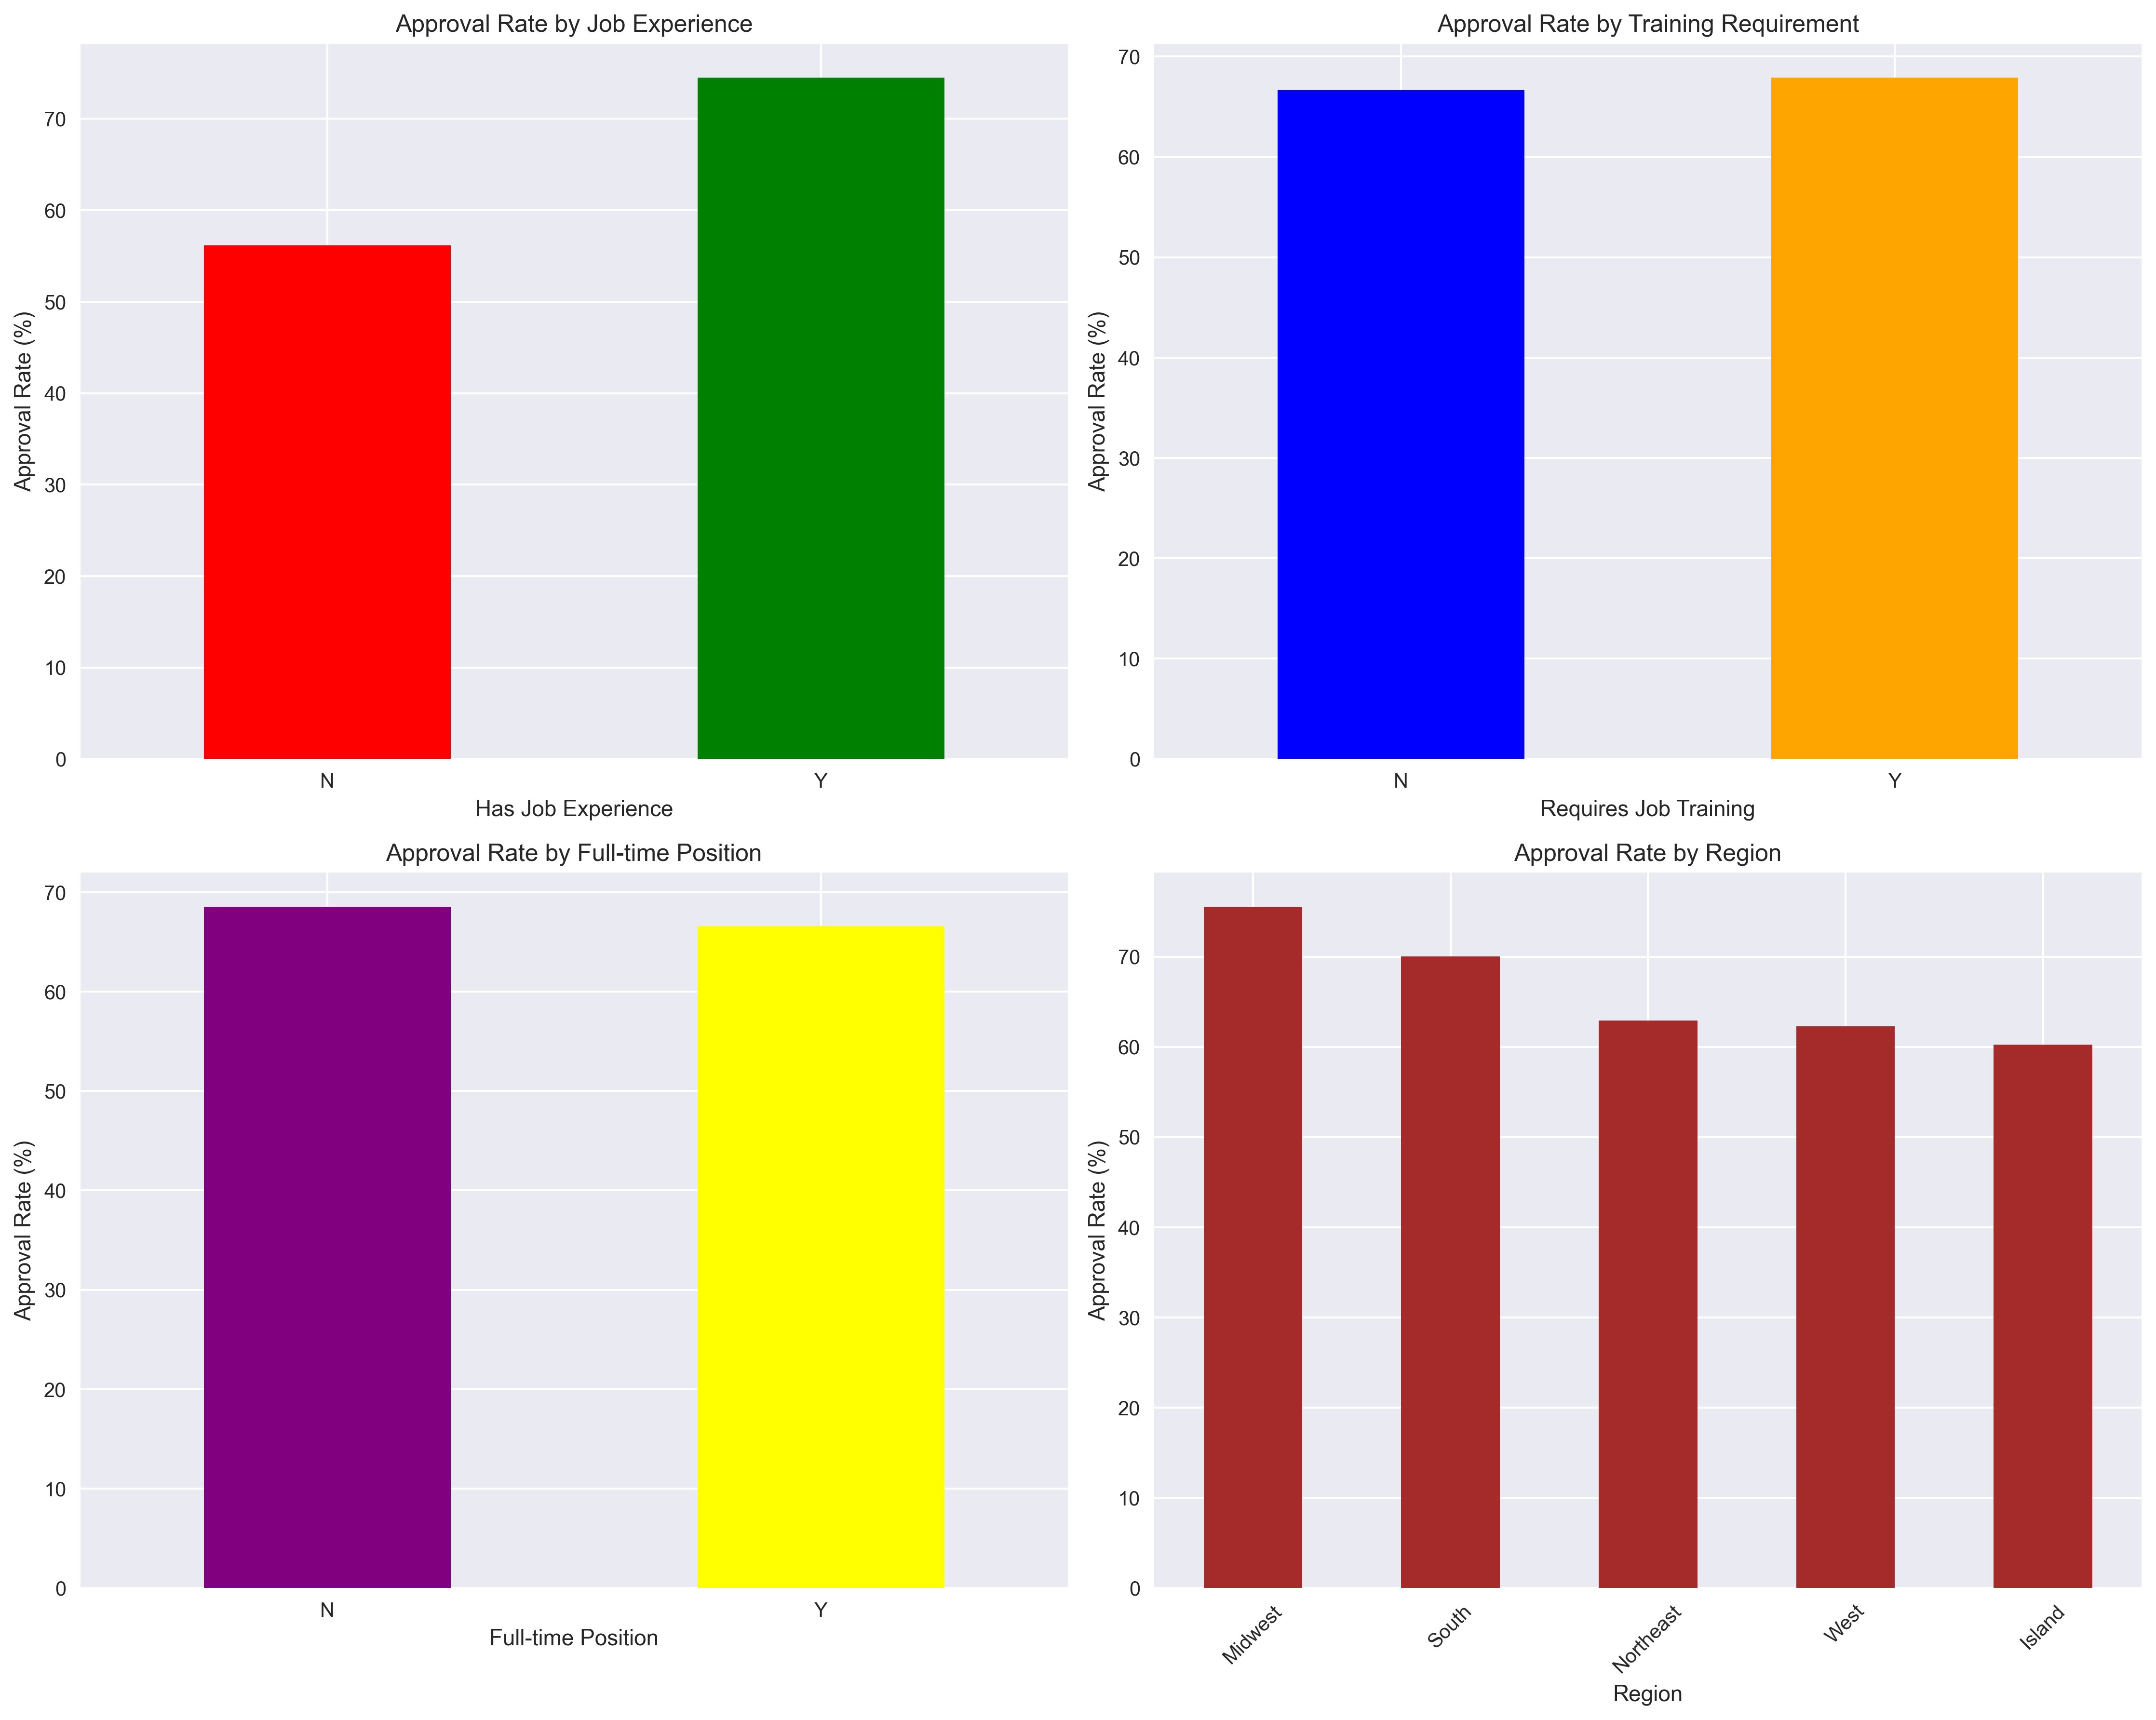 Approval Rate by Job Experience
Approval Rate (%)
70
60
50
40
30
20
10
0
N Y
Has Job Experience
Approval Rate by Training Requirement
Approval Rate (%)
70
60
50
40
30
20
10
0
N Y
Requires Job Training
Approval Rate by Full-time Position
Approval Rate (%)
70
60
50
40
30
20
10
0
N Y
Full-time Position
Approval Rate by Region
Approval Rate (%)
70
60
50
40
30
20
10
0
Midwest South Northeast West Island
Region